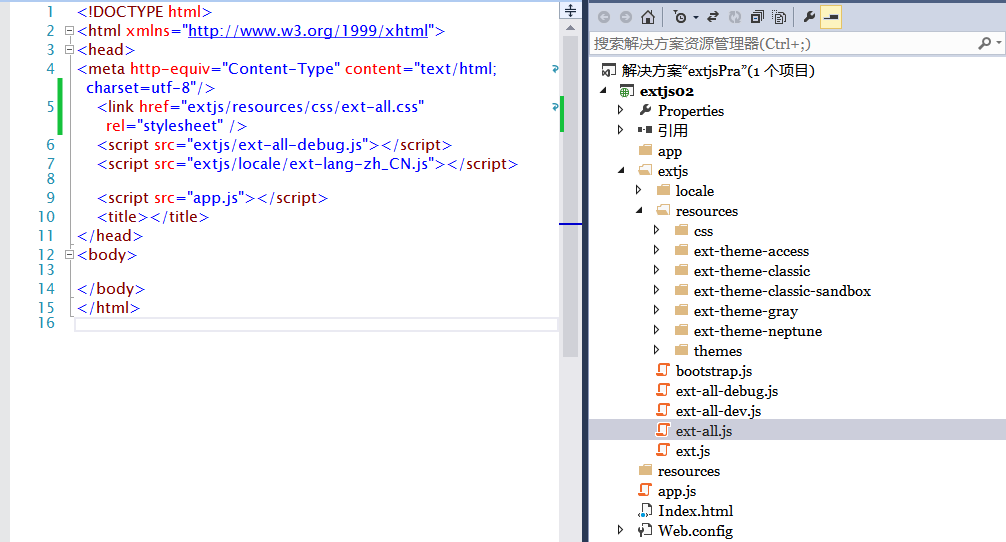 1 <!DOCTYPE html>
2 <html xmlns="http://www.w3.org/1999/xhtml">
3 <head>
4 <meta http-equiv="Content-Type" content="text/html;
charset=utf-8"/>
5 <link href="extjs/resources/css/ext-all.css"
rel="stylesheet" />
6 <script src="extjs/ext-all-debug.js"></script>
7 <script src="extjs/locale/ext-lang-zh_CN.js"></script>
8
9 <script src="app.js"></script>
10 <title></title>
11 </head>
12 <body>
13
14 </body>
15 </html>
16
搜索解决方案资源管理器(Ctrl+;)
解决方案“extjsPra”(1 个项目)
extjs02
Properties
引用
app
extjs
locale
resources
css
ext-theme-access
ext-theme-classic
ext-theme-classic-sandbox
ext-theme-gray
ext-theme-neptune
themes
bootstrap.js
ext-all-debug.js
ext-all-dev.js
ext-all.js
ext.js
resources
app.js
Index.html
Web.config